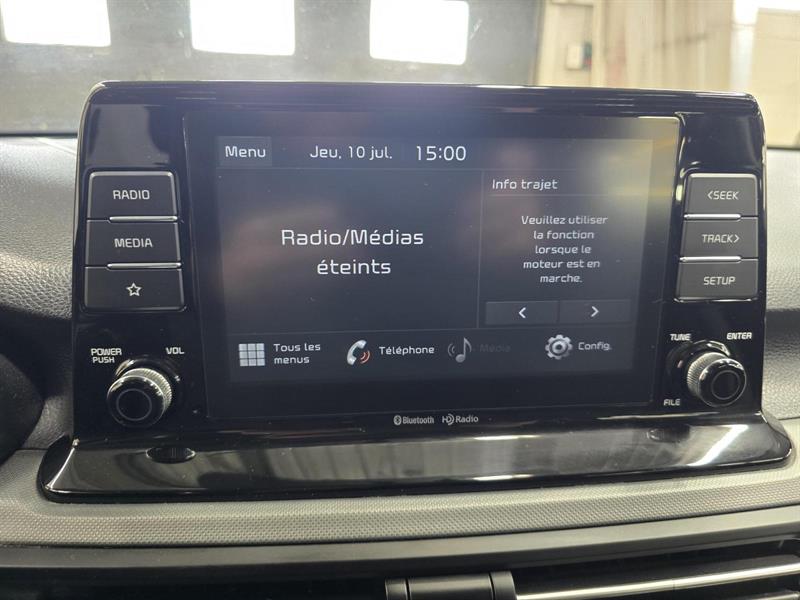 Menu Jeu, 10 jul. 15:00
Radio/Médias
éteints
Info trajet
Veuillez utiliser
la fonction
lorsque le
moteur est en
marche.
< >
Tous les
menus
Téléphone
Média
Config.
RADIO
MEDIA
☆
POWER
PUSH
VOL
<SEEK
TRACK>
SETUP
TUNE
ENTER
FILE
Bluetooth HD Radio